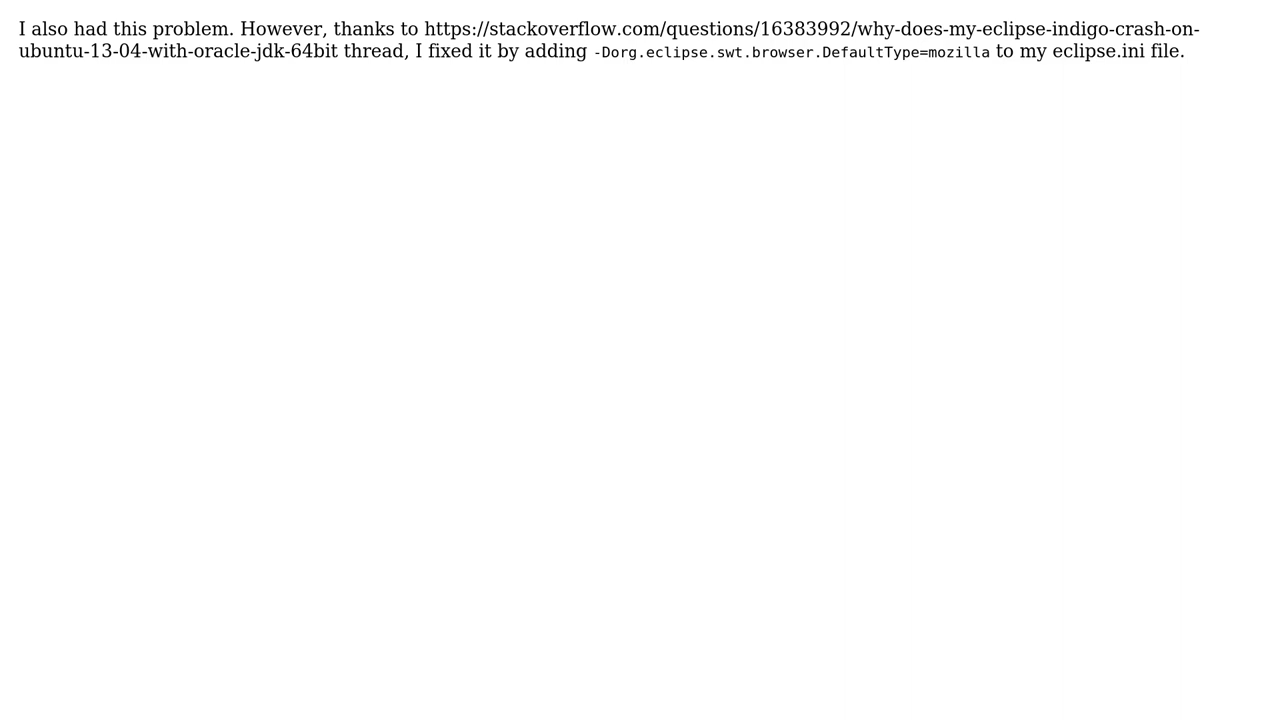 I also had this problem. However, thanks to https://stackoverflow.com/questions/16383992/why-does-my-eclipse-indigo-crash-on-
ubuntu-13-04-with-oracle-jdk-64bit thread, I fixed it by adding -Dorg.eclipse.swt.browser.DefaultType=mozilla to my eclipse.ini file.